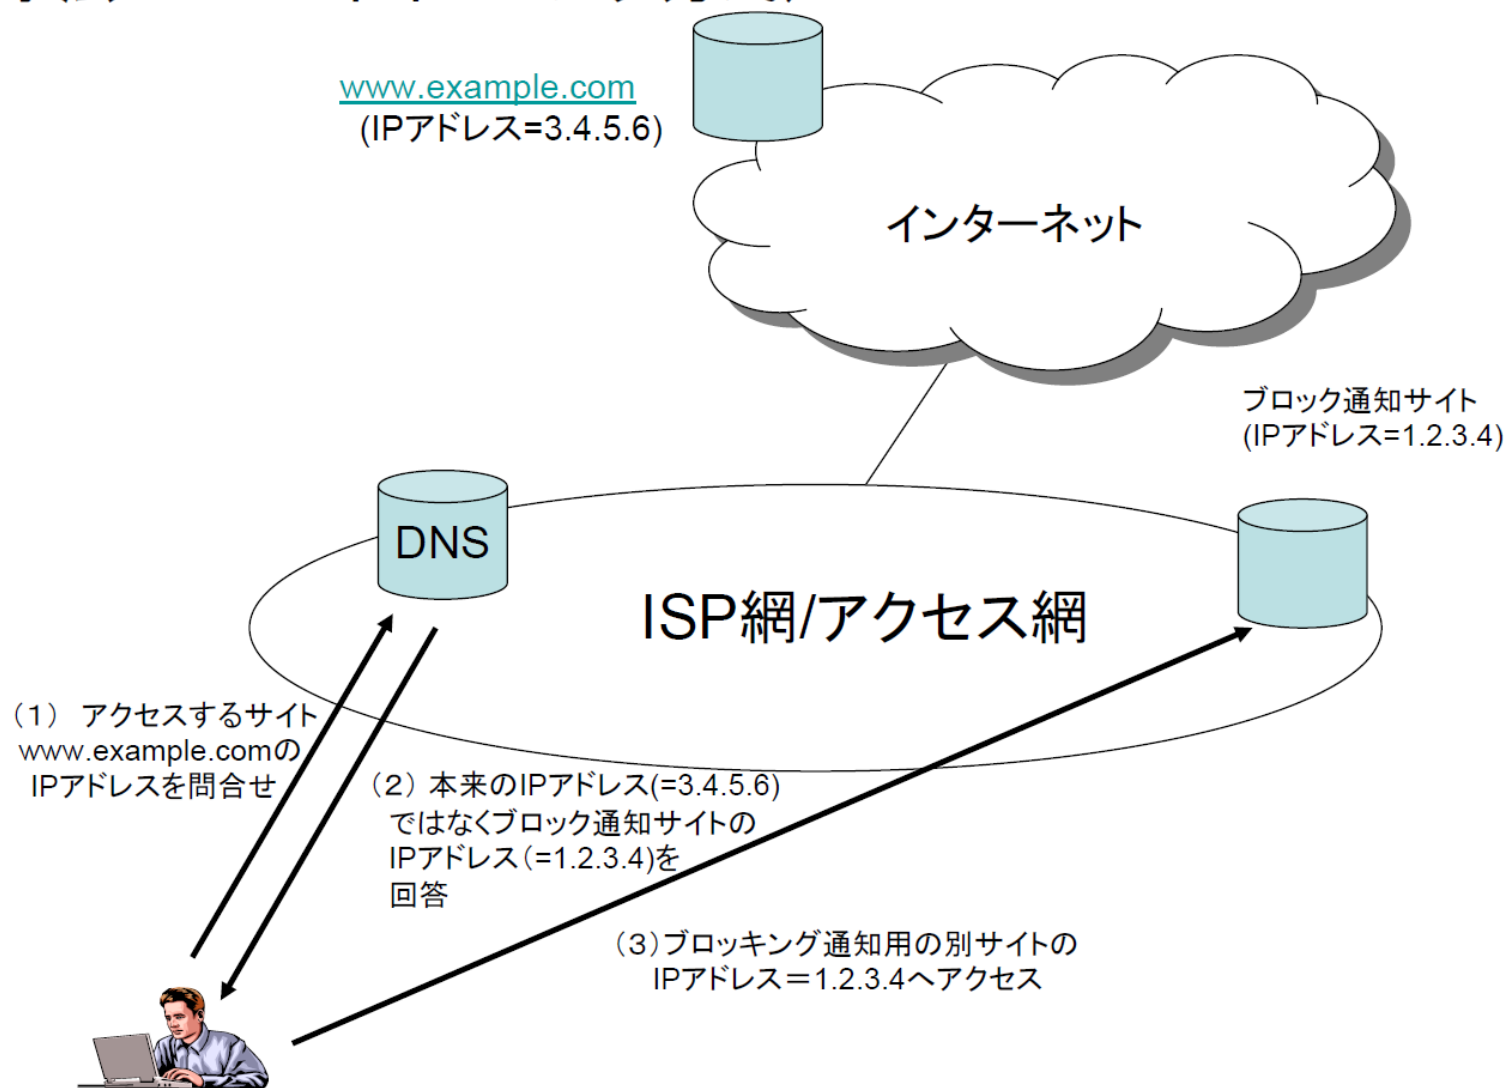 www.example.com
(IPアドレス=3.4.5.6)
インターネット
ブロック通知サイト
(IPアドレス=1.2.3.4)
DNS
ISP網/アクセス網
（１） アクセスするサイト
www.example.comの
IPアドレスを問合せ
（２） 本来のIPアドレス(=3.4.5.6)
ではなくブロック通知サイトの
IPアドレス（=1.2.3.4)を
回答
（３）ブロッキング通知用の別サイトの
IPアドレス＝1.2.3.4へアクセス